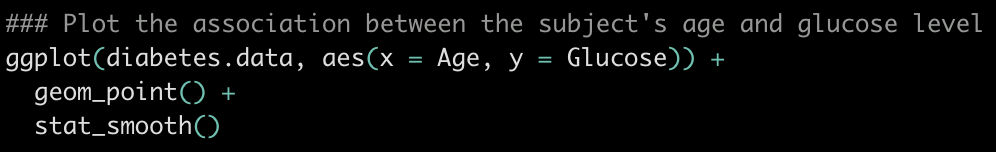 ### Plot the association between the subject's age and glucose level
ggplot(diabetes.data, aes(x = Age, y = Glucose)) +
  geom_point() +
  stat_smooth()